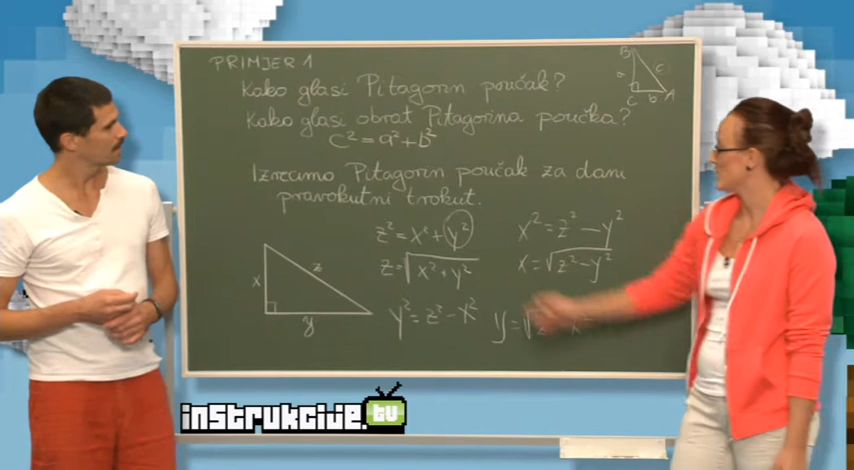 PRIMJER 1
Kako glasi Pitagorin poučak?
Kako glasi obrat Pitagorina poučka?
c² = a² + b²
Izrecimo Pitagorin poučak za dani
pravokutni trokut.
B
a
c
C
b
A
z² = x² + y²
z = √x² + y²
x² = z² - y²
x = √z² - y²
y² = z² - x²
y = √
x
z
y
instrukcije.tv